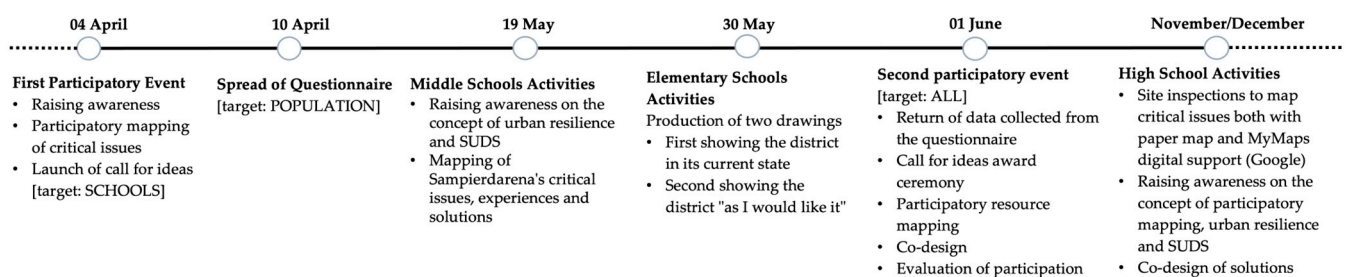 04 April
First Participatory Event
• Raising awareness
• Participatory mapping
of critical issues
• Launch of call for ideas
[target: SCHOOLS]
10 April
Spread of Questionnaire
[target: POPULATION]
19 May
Middle Schools Activities
• Raising awareness on the
concept of urban resilience
and SUDS
• Mapping of
Sampierdarena's critical
issues, experiences and
solutions
30 May
Elementary Schools
Activities
Production of two drawings
• First showing the district
in its current state
• Second showing the
district "as I would like it"
01 June
Second participatory event
[target: ALL]
• Return of data collected from
the questionnaire
• Call for ideas award
ceremony
• Participatory resource
mapping
• Co-design
• Evaluation of participation
November/December
High School Activities
• Site inspections to map
critical issues both with
paper map and MyMaps
digital support (Google)
• Raising awareness on the
concept of participatory
mapping, urban resilience
and SUDS
• Co-design of solutions